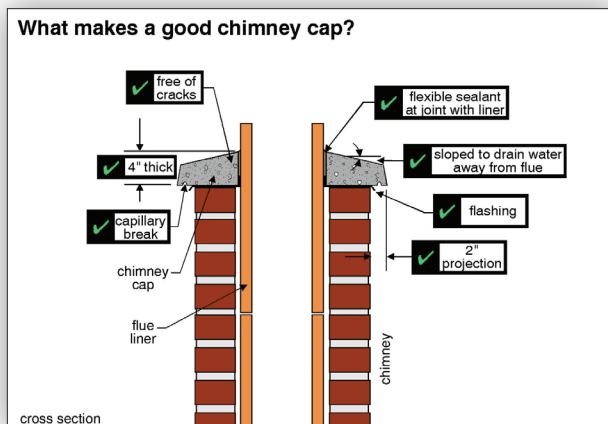 What makes a good chimney cap?
free of
cracks
flexible sealant
at joint with liner
4" thick
sloped to drain water
away from flue
capillary
break
flashing
2"
projection
chimney
cap
flue
liner
chimney
cross section